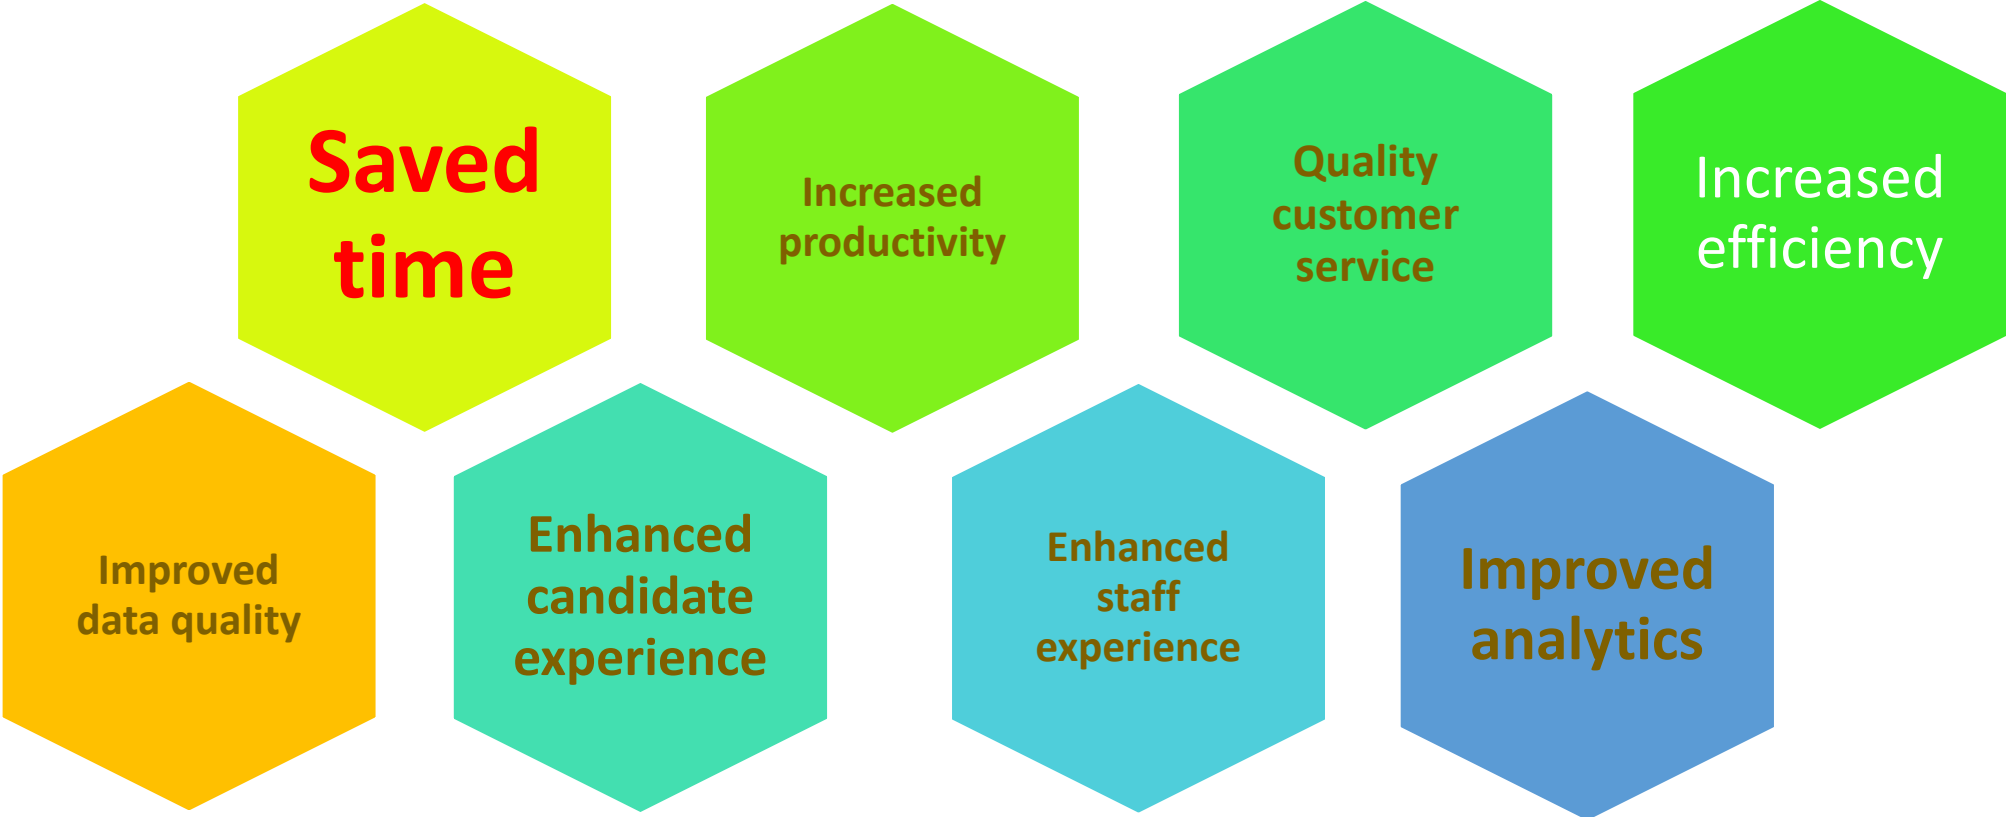 Saved
time
Increased
productivity
Quality
customer
service
Increased
efficiency
Improved
data quality
Enhanced
candidate
experience
Enhanced
staff
experience
Improved
analytics